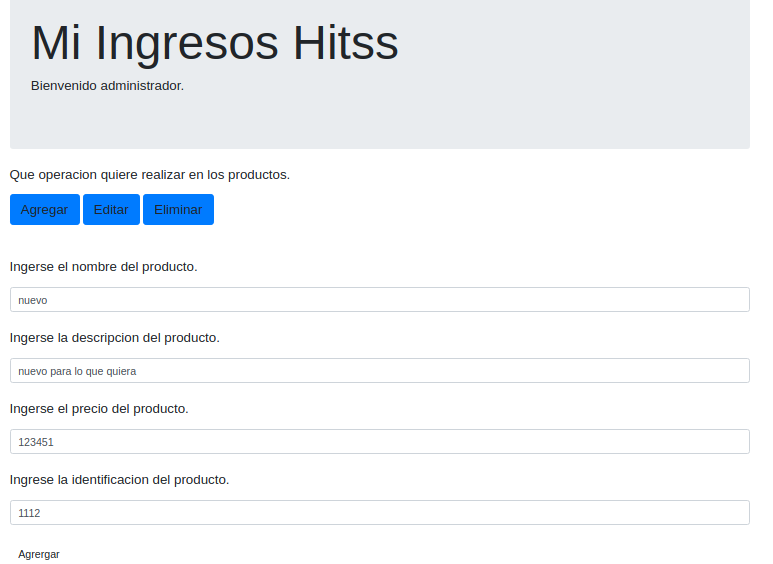 Mi Ingresos Hitss
Bienvenido administrador.
Que operacion quiere realizar en los productos.
Agregar Editar Eliminar
Ingerse el nombre del producto.
nuevo
Ingerse la descripcion del producto.
nuevo para lo que quiera
Ingerse el precio del producto.
123451
Ingrese la identificacion del producto.
1112
Agrergar